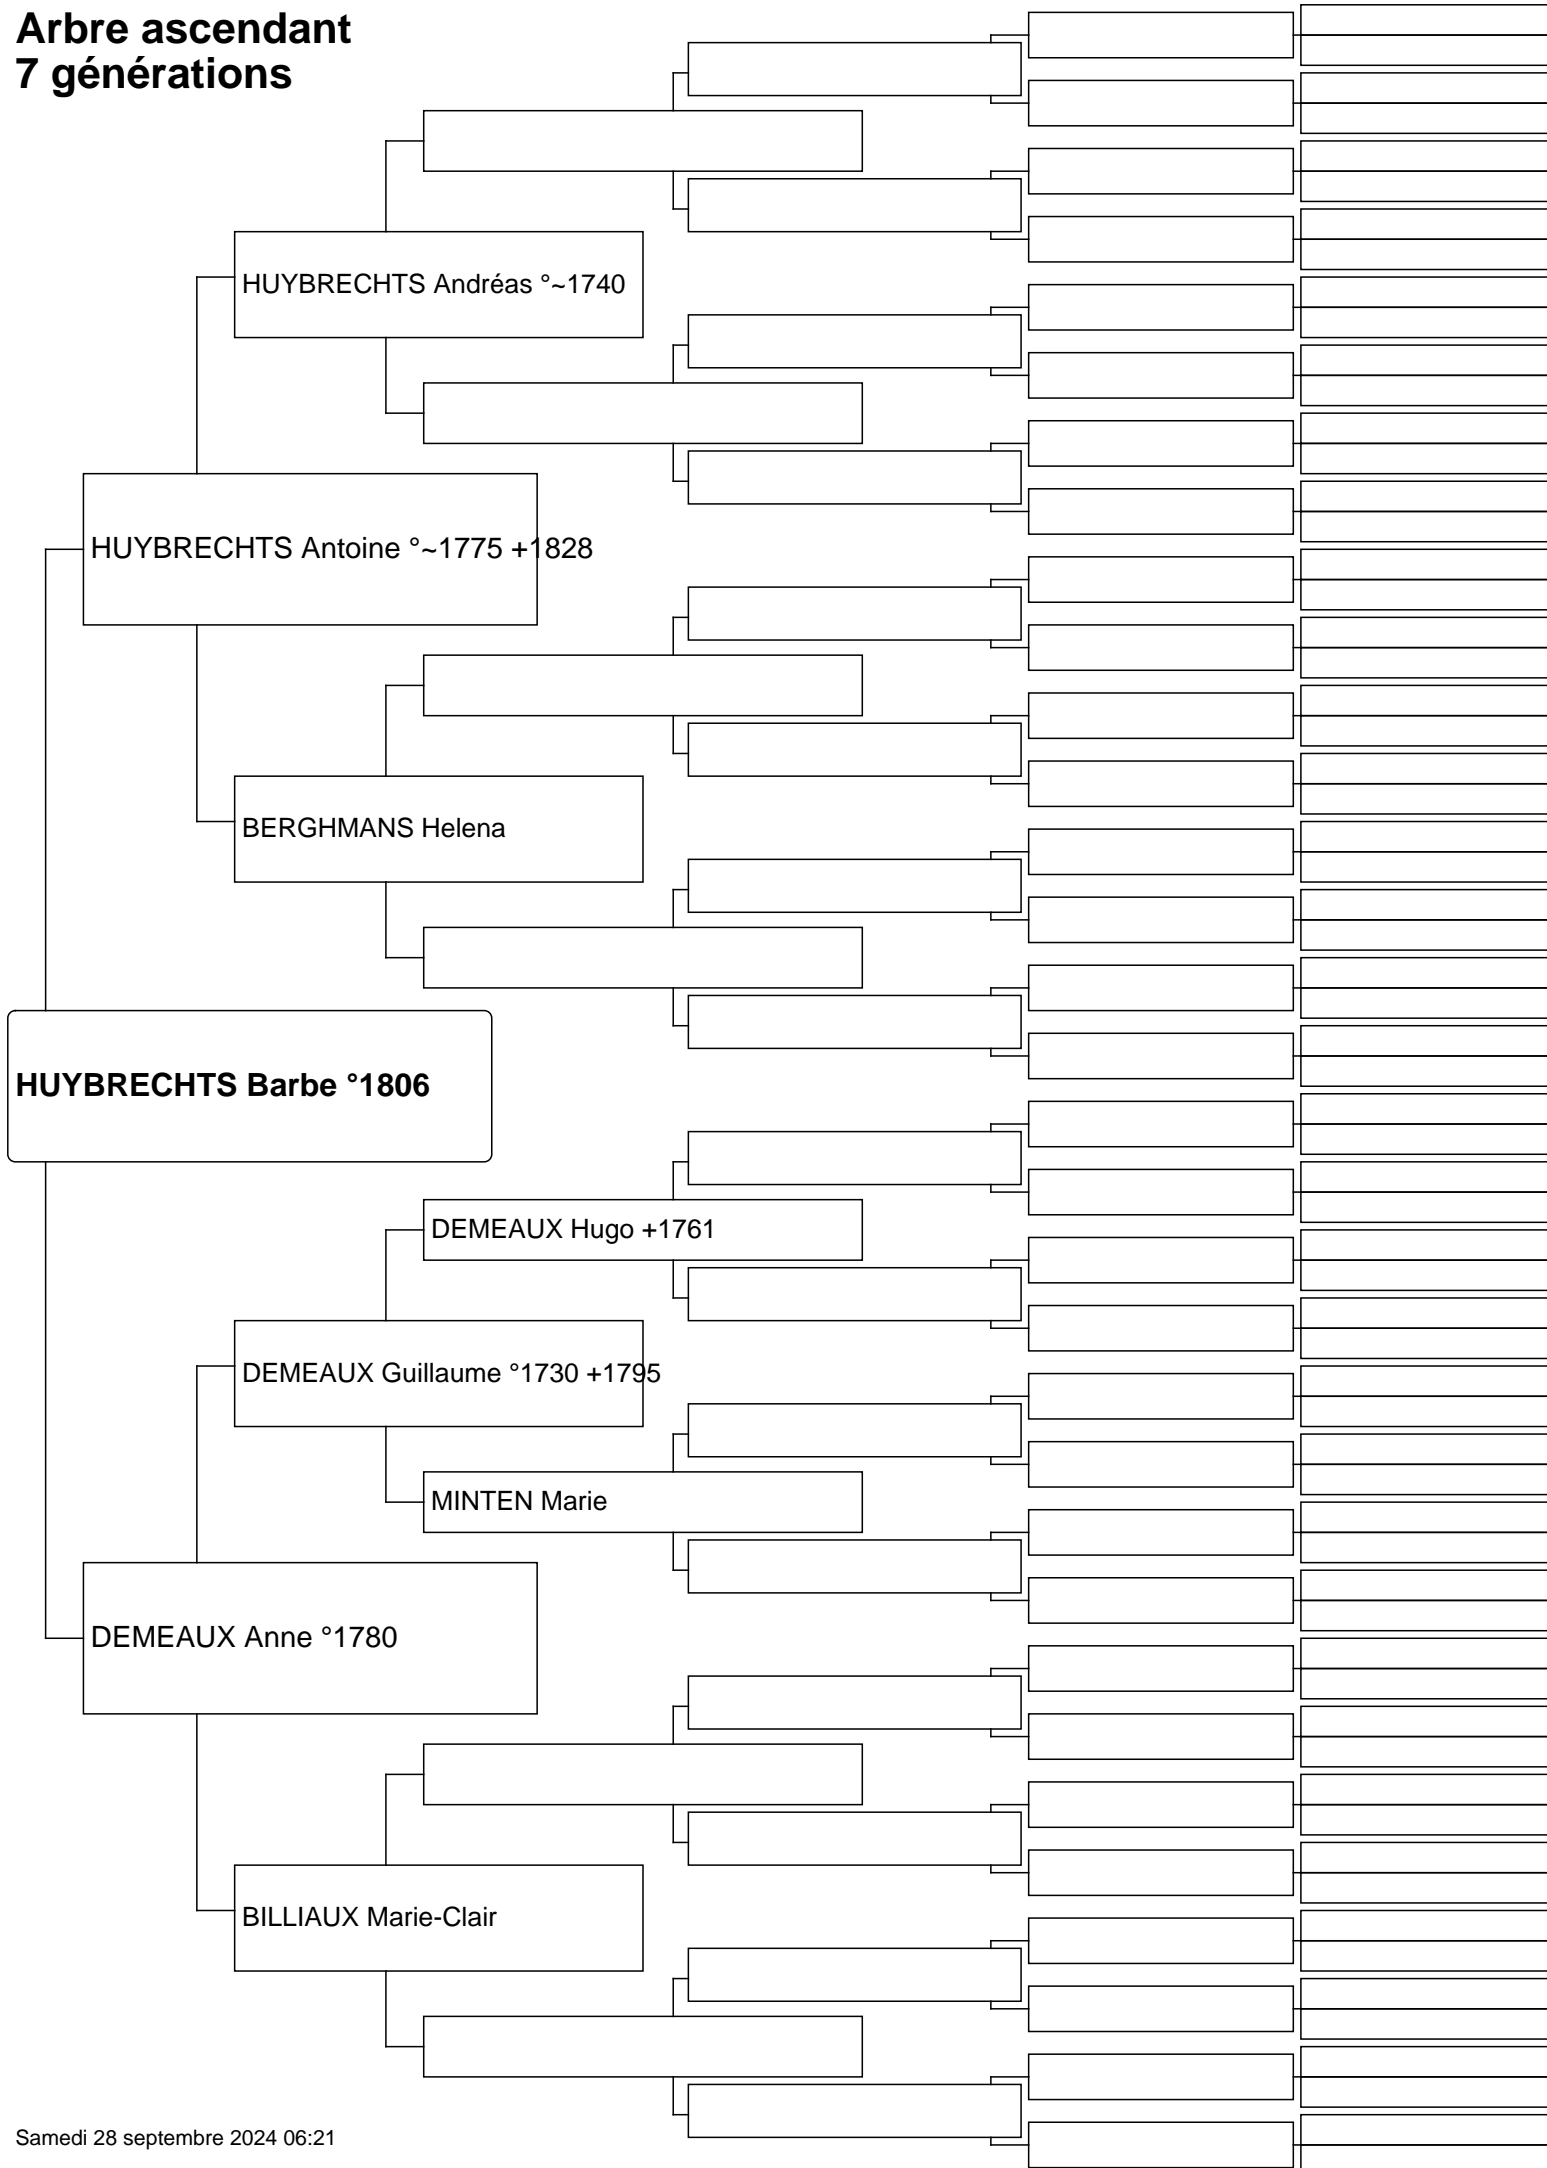 Arbre ascendant
7 générations
HUYBRECHTS Andréas °~1740
HUYBRECHTS Antoine °~1775 +1828
BERGHMANS Helena
HUYBRECHTS Barbe °1806
DEMEAUX Hugo +1761
DEMEAUX Guillaume °1730 +1795
MINTEN Marie
DEMEAUX Anne °1780
BILLIAUX Marie-Clair
Samedi 28 septembre 2024 06:21